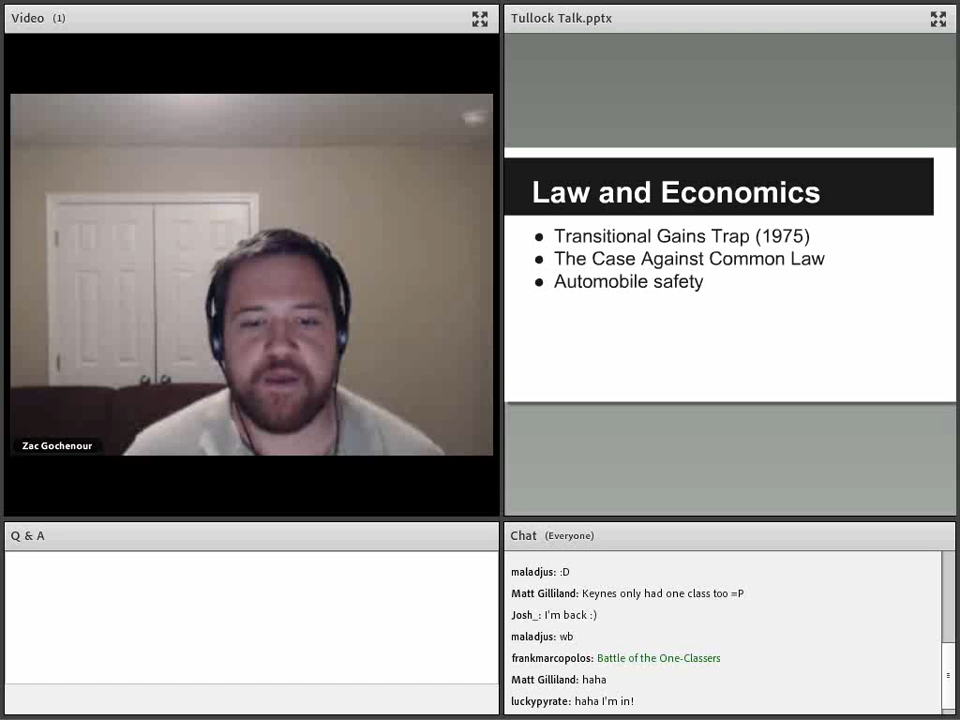 Video (1)
Zac Gochenour
Tullock Talk.pptx
Law and Economics
● Transitional Gains Trap (1975)
● The Case Against Common Law
● Automobile safety
Q & A
Chat (Everyone)
maladjus: :D
Matt Gilliland: Keynes only had one class too =P
Josh_: I'm back :)
maladjus: wb
frankmarcopolos: Battle of the One-Classers
Matt Gilliland: haha
luckypyrate: haha I'm in!